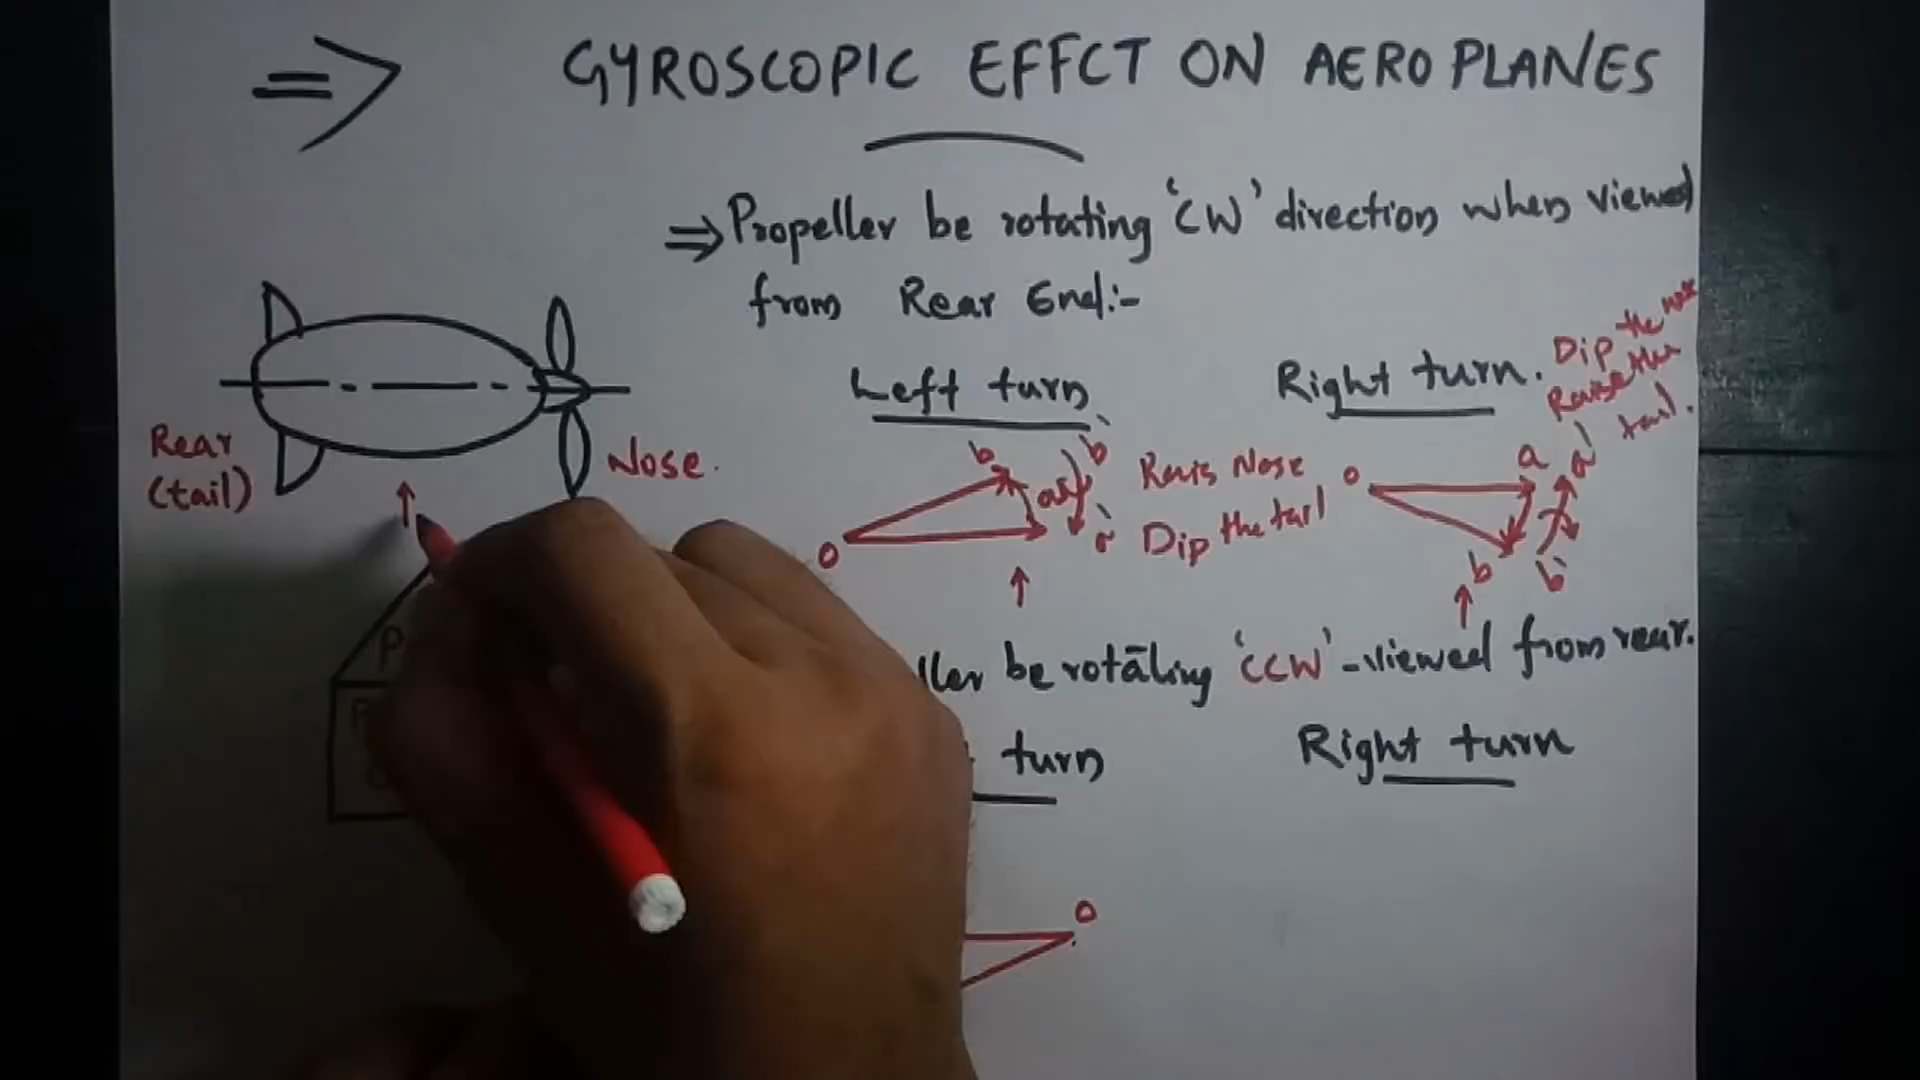 ⇒ GYROSCOPIC EFFCT ON AEROPLANES
⇒ Propeller be rotating 'CW' direction when viewed
from Rear End:-
Left turn
Right turn.
Dip the nose
Raise the
tail.
Rear
(tail)
Nose.
b
b'
a
a'
o
Rais Nose
Dip the tail
o
a
a'
b
b'
P
ller be rotating 'CCW' - viewed from rear.
turn
Right turn
o